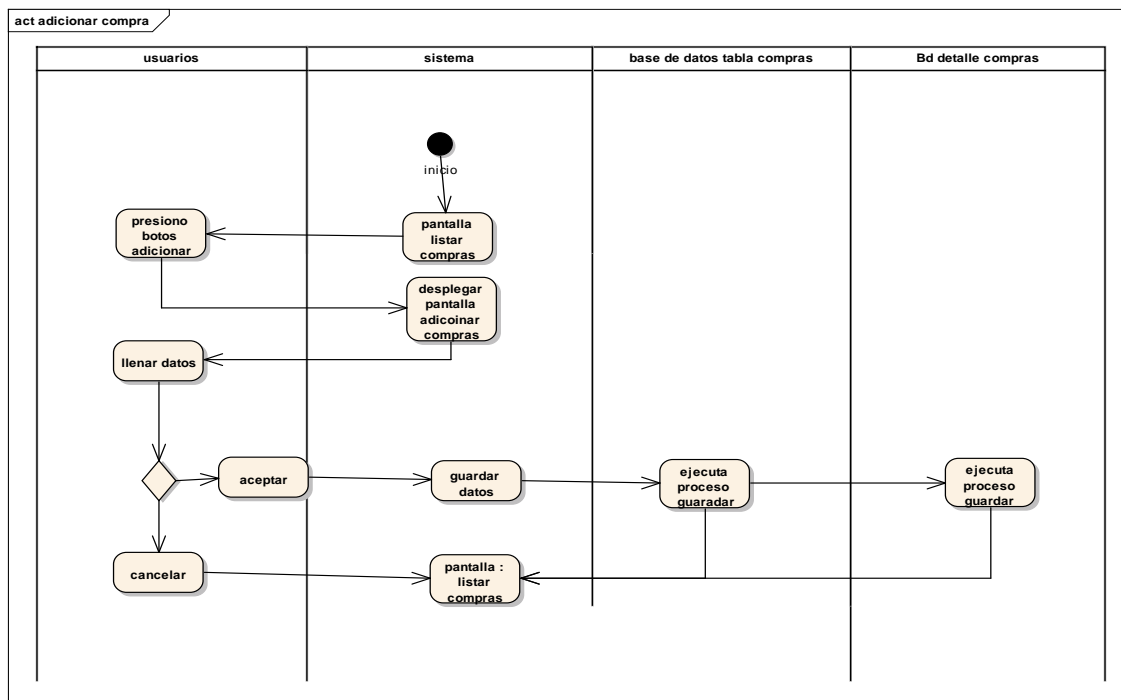 act adicionar compra
usuarios
sistema
base de datos tabla compras
Bd detalle compras
inicio
presiono
botos
adicionar
pantalla
listar
compras
desplegar
pantalla
adicoinar
compras
llenar datos
aceptar
guardar
datos
ejecuta
proceso
guaradar
ejecuta
proceso
guardar
cancelar
pantalla :
listar
compras